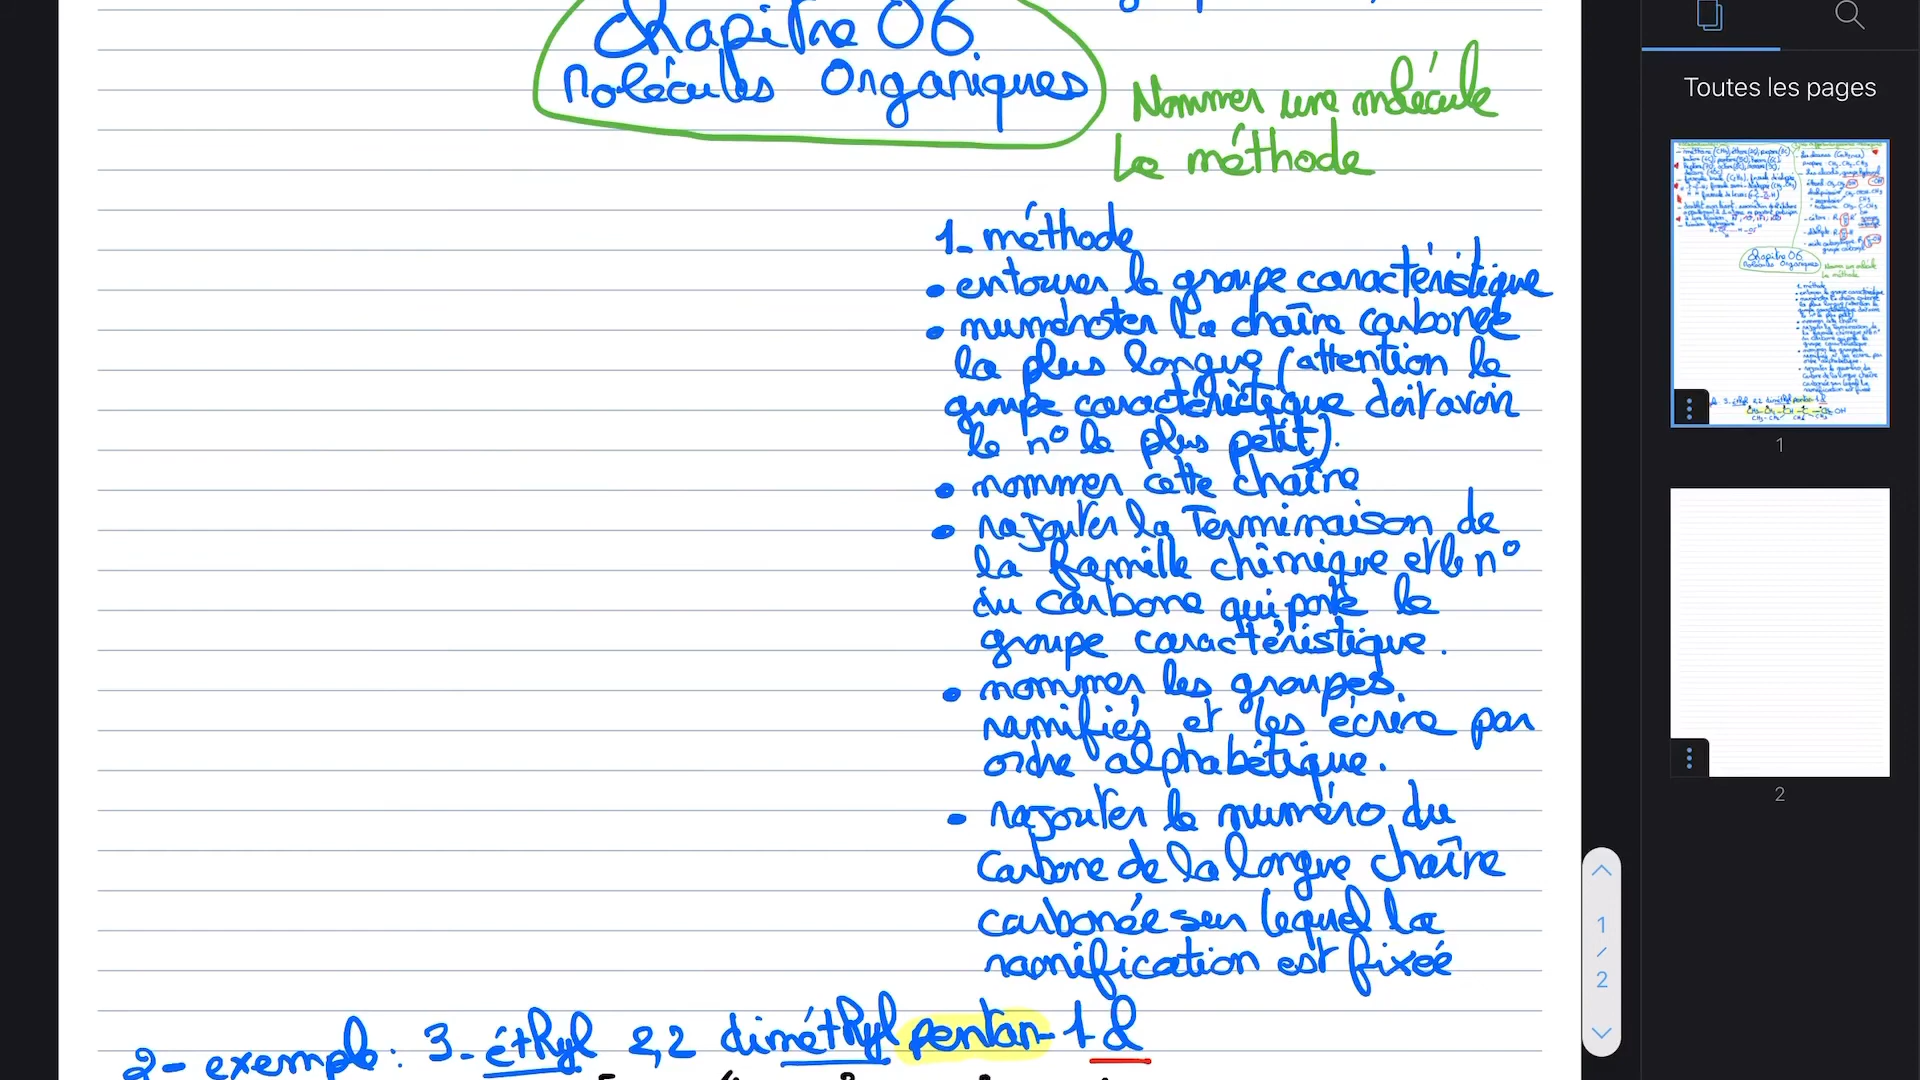 Chapitre 06
Molécules Organiques
Nommer une molécule
La méthode
1- méthode
• entourer le groupe caractéristique
• numéroter la chaîne carbonée
la plus longue (attention le
groupe caractéristique doit avoir
le n° le plus petit).
• nommer cette chaîne
• rajouter la terminaison de
la famille chimique et le n°
du carbone qui porte le
groupe caractéristique.
• nommer les groupes
ramifiés et les écrire par
ordre alphabétique.
• rajouter le numéro du
carbone de la longue chaîne
carbonée sur lequel la
ramification est fixée
2- exemple: 3-éthyl 2,2 diméthyl pentan-1-ol
Toutes les pages
1
2
1
/
2